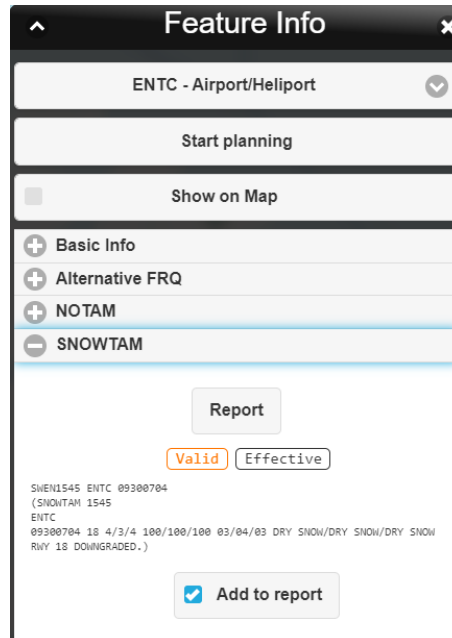 Feature Info
ENTC - Airport/Heliport
Start planning
Show on Map
Basic Info
Alternative FRQ
NOTAM
SNOWTAM
Report
Valid Effective
SWEN1545 ENTC 09300704
(SNOWTAM 1545
ENTC
09300704 18 4/3/4 100/100/100 03/04/03 DRY SNOW/DRY SNOW/DRY SNOW
RWY 18 DOWNGRADED.)
Add to report